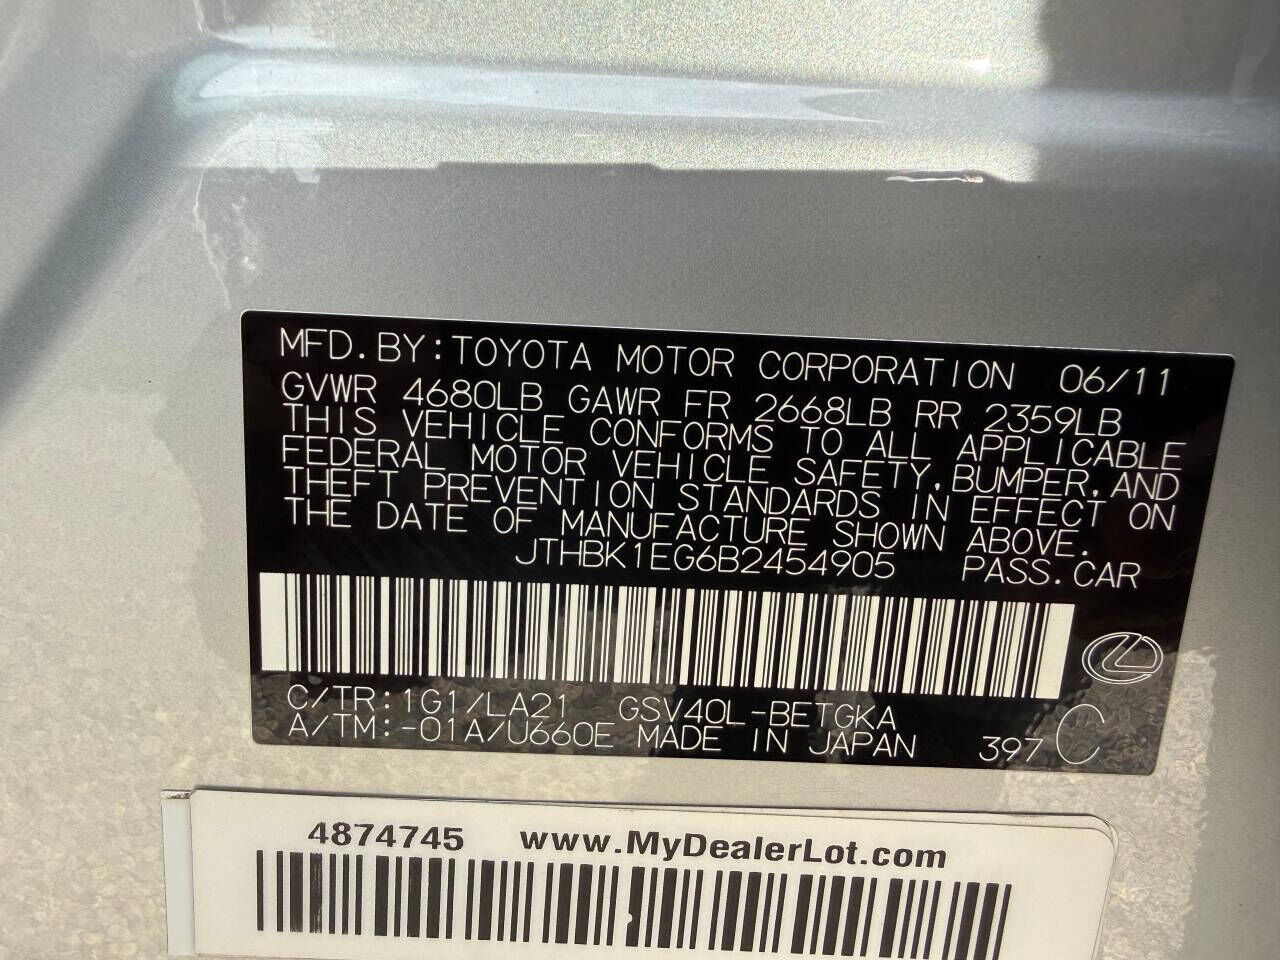 MFD. BY: TOYOTA MOTOR CORPORATION 06/11
GVWR 4680LB GAWR FR 2668LB RR 2359LB
THIS VEHICLE CONFORMS TO ALL APPLICABLE
FEDERAL MOTOR VEHICLE SAFETY, BUMPER, AND
THEFT PREVENTION STANDARDS IN EFFECT ON
THE DATE OF MANUFACTURE SHOWN ABOVE.
JTHBK1EG6B2454905 PASS. CAR
C/TR: 1G1/LA21 GSV40L-BETGKA
A/TM: -01A/U660E MADE IN JAPAN 397 C
4874745 www.MyDealerLot.com